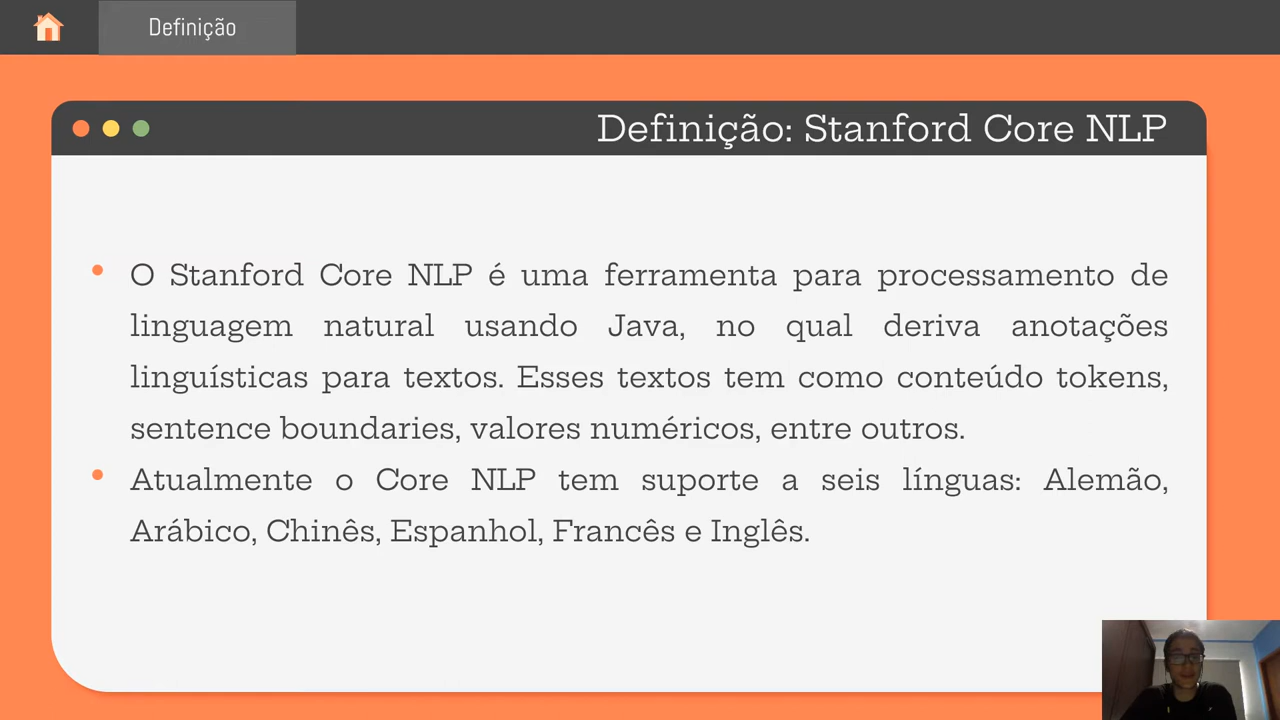 Definição
Definição: Stanford Core NLP
O Stanford Core NLP é uma ferramenta para processamento de
linguagem natural usando Java, no qual deriva anotações
linguísticas para textos. Esses textos tem como conteúdo tokens,
sentence boundaries, valores numéricos, entre outros.
Atualmente o Core NLP tem suporte a seis línguas: Alemão,
Arábico, Chinês, Espanhol, Francês e Inglês.